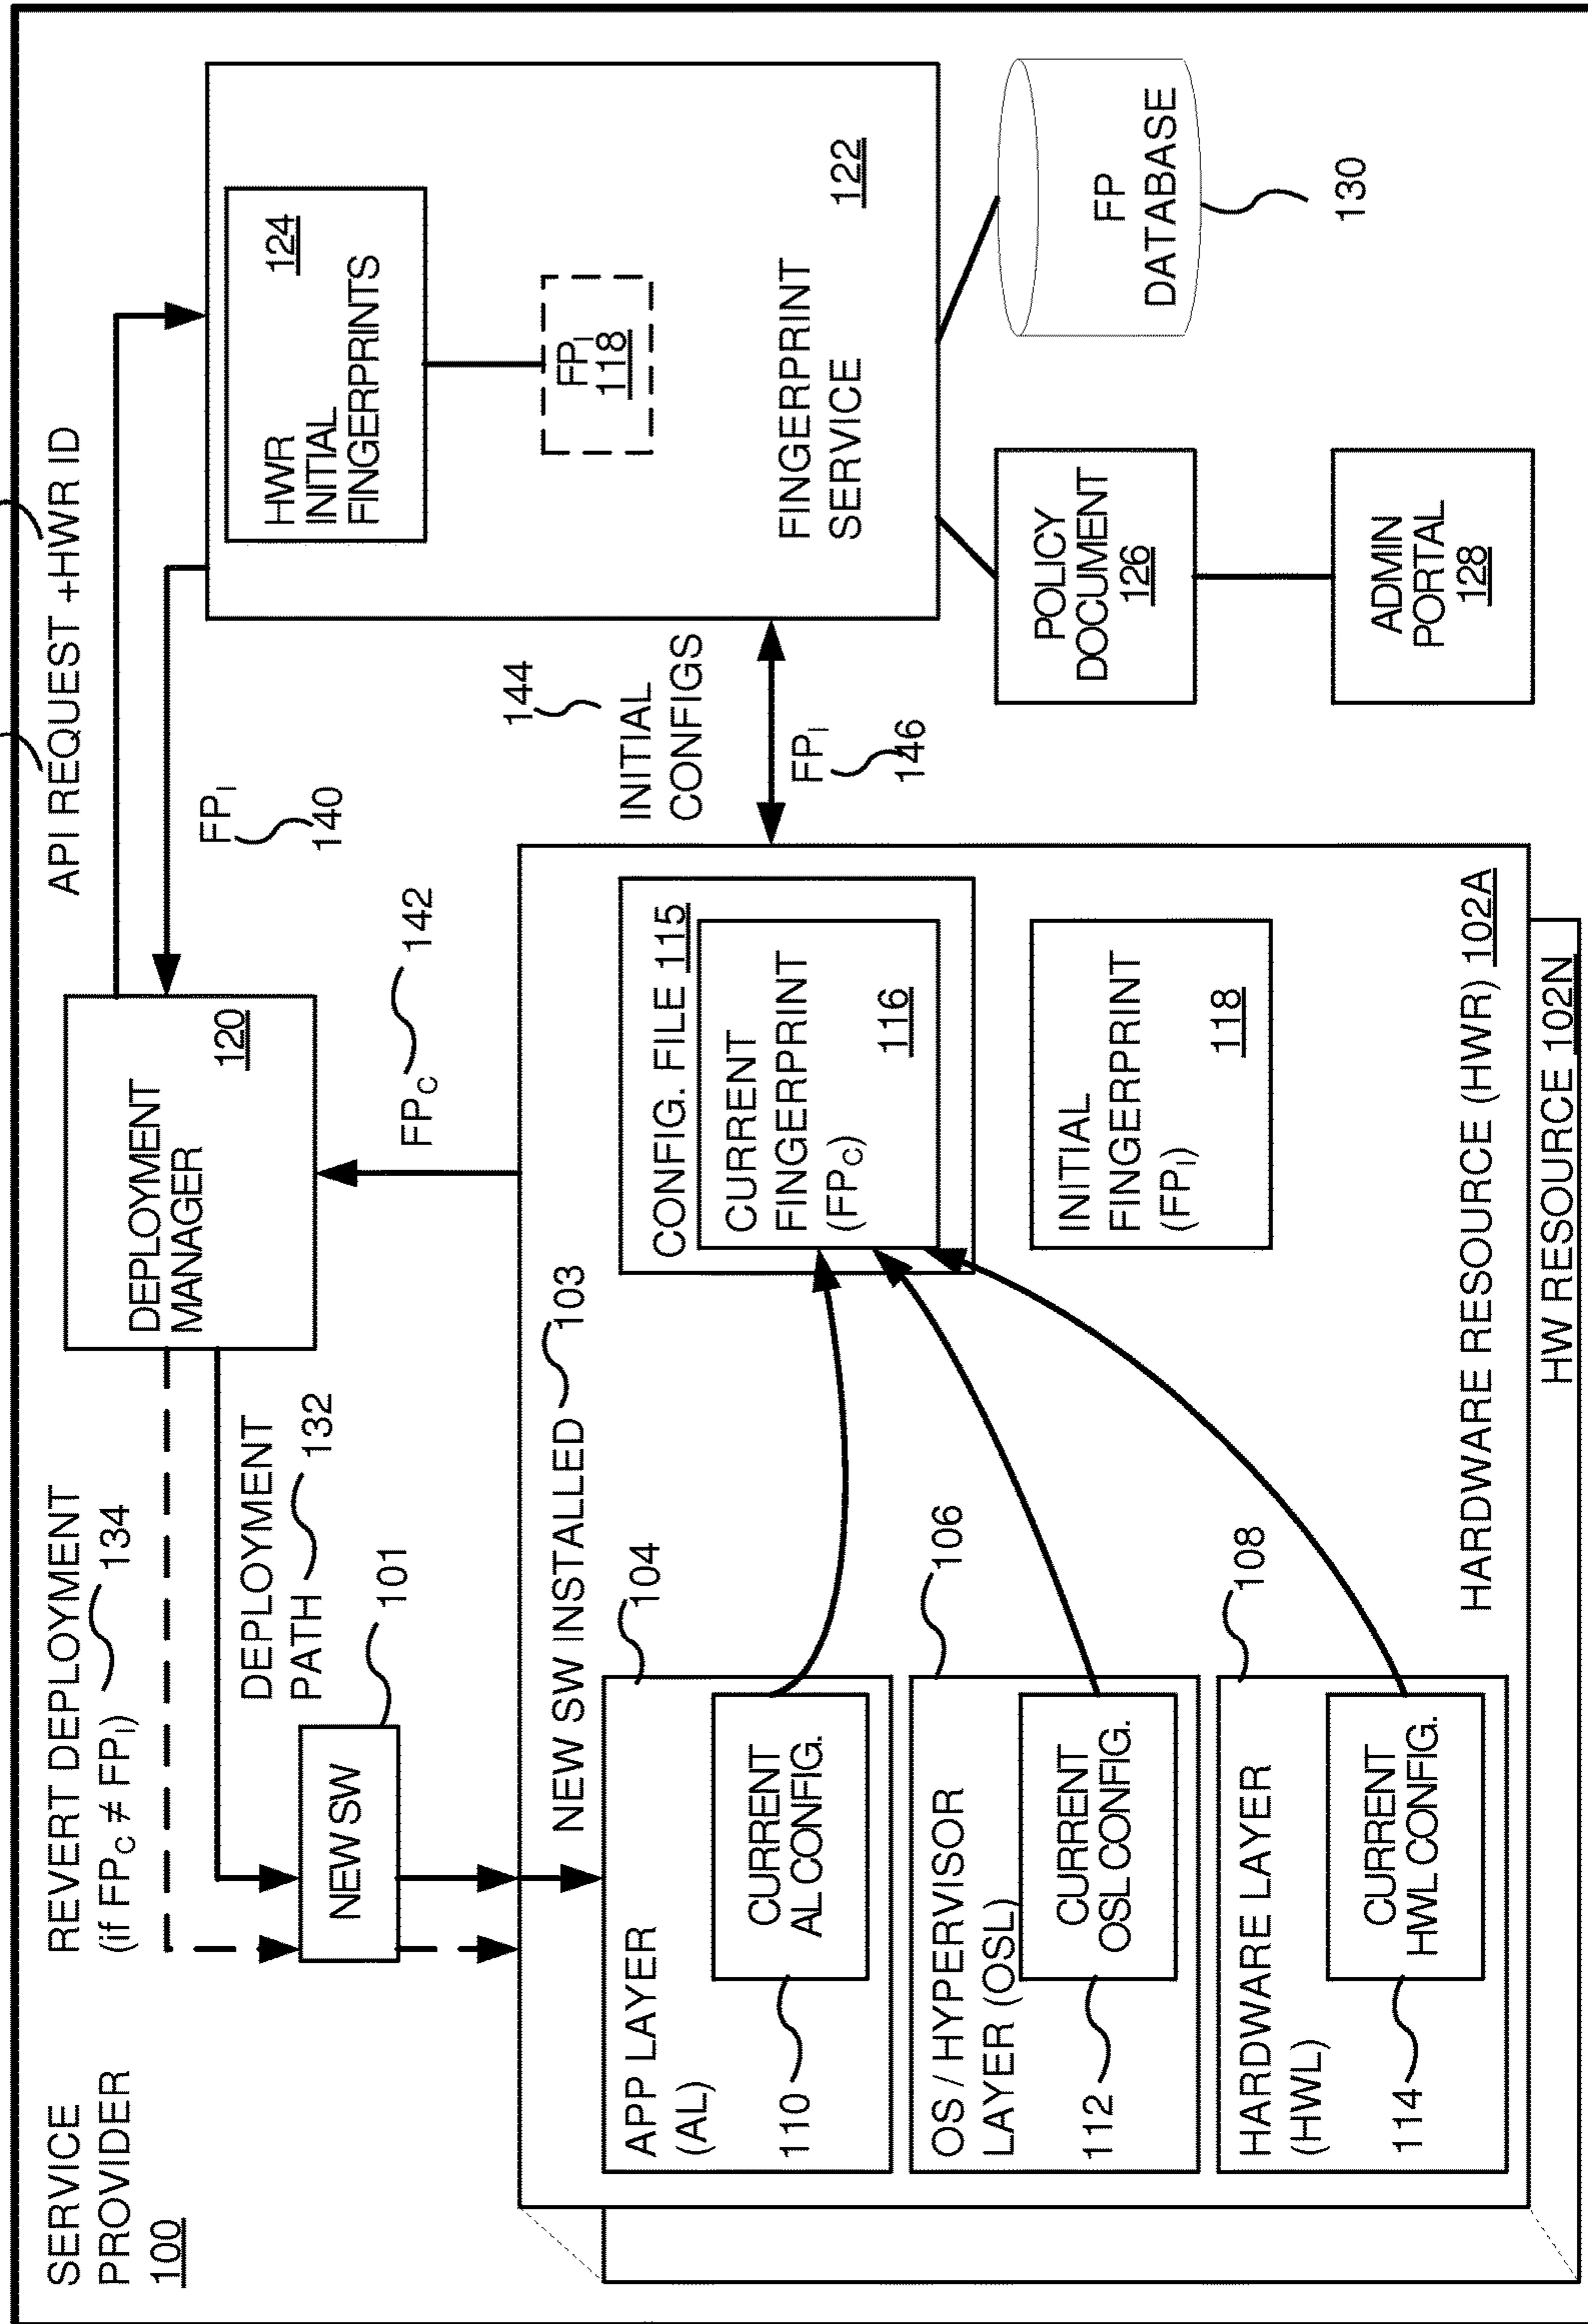 SERVICE
PROVIDER
100
REVERT DEPLOYMENT
(if FPC ≠ FPI)
134
DEPLOYMENT
PATH
132
NEW SW
101
DEPLOYMENT
MANAGER
120
API REQUEST +HWR ID
FPI
140
FPC
142
HWR
INITIAL
FINGERPRINTS
124
FPI
118
FINGERPRINT
SERVICE
122
INITIAL
CONFIGS
144
FPI
146
POLICY
DOCUMENT
126
ADMIN
PORTAL
128
FP
DATABASE
130
NEW SW INSTALLED
103
APP LAYER
(AL)
104
CURRENT
AL CONFIG.
110
OS / HYPERVISOR
LAYER (OSL)
106
CURRENT
OSL CONFIG.
112
HARDWARE LAYER
(HWL)
108
CURRENT
HWL CONFIG.
114
CONFIG. FILE 115
CURRENT
FINGERPRINT
(FPC)
116
INITIAL
FINGERPRINT
(FPI)
118
HARDWARE RESOURCE (HWR) 102A
HW RESOURCE 102N